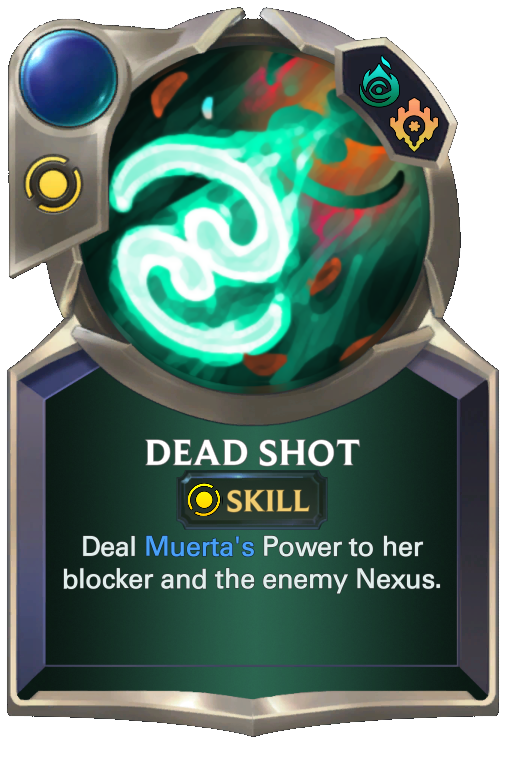 DEAD SHOT
SKILL
Deal Muerta's Power to her
blocker and the enemy Nexus.